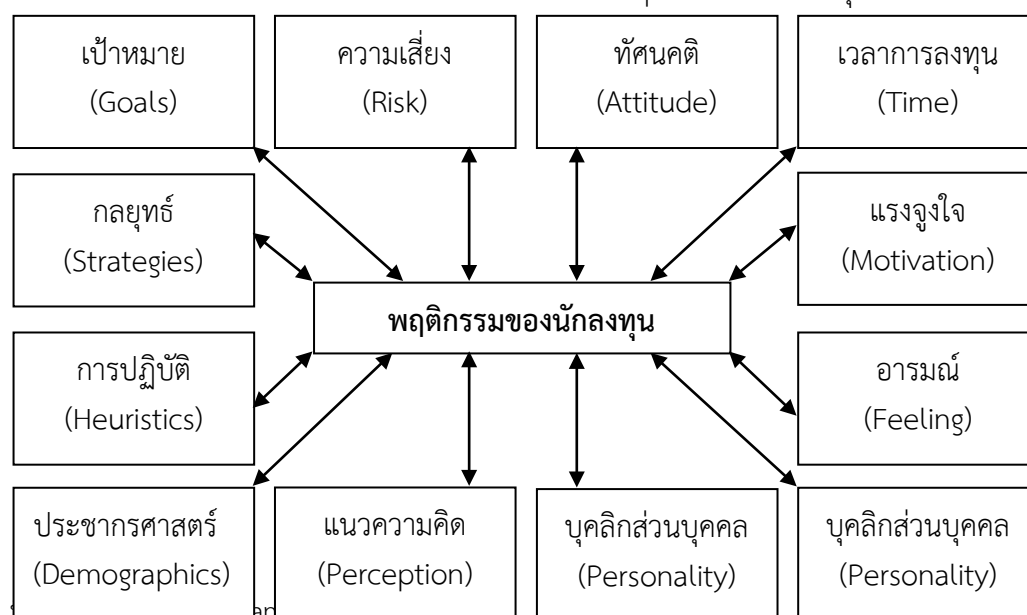 เป้าหมาย
(Goals)
ความเสี่ยง
(Risk)
ทัศนคติ
(Attitude)
เวลาการลงทุน
(Time)
กลยุทธ์
(Strategies)
แรงจูงใจ
(Motivation)
พฤติกรรมของนักลงทุน
การปฏิบัติ
(Heuristics)
อารมณ์
(Feeling)
ประชากรศาสตร์
(Demographics)
แนวความคิด
(Perception)
บุคลิกส่วนบุคคล
(Personality)
บุคลิกส่วนบุคคล
(Personality)